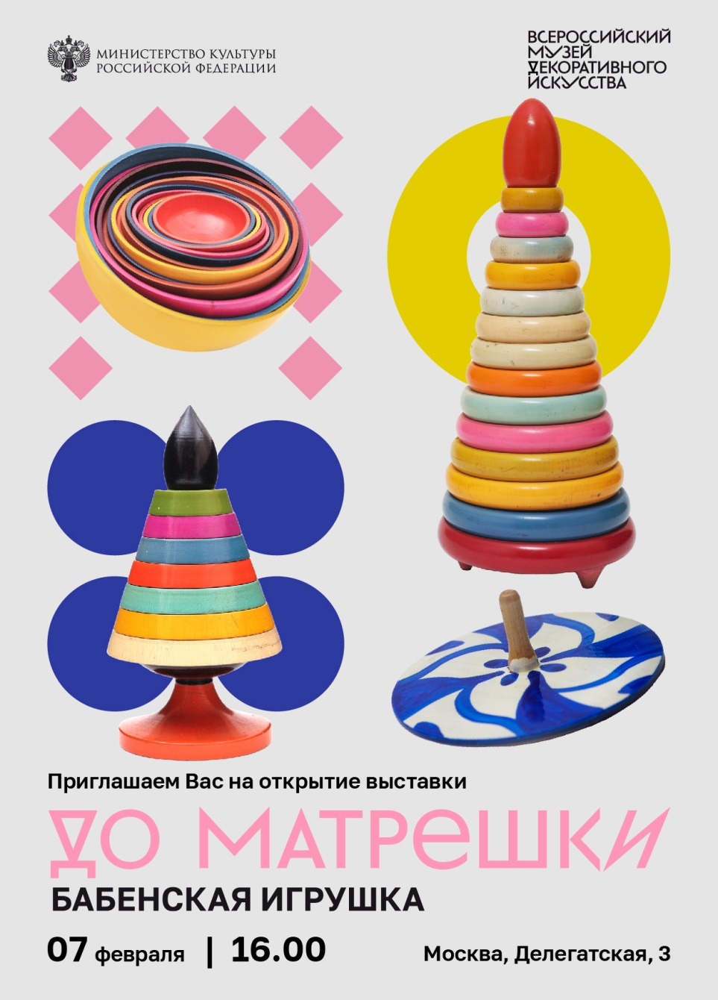 МИНИСТЕРСТВО КУЛЬТУРЫ
РОССИЙСКОЙ ФЕДЕРАЦИИ
ВСЕРОССИЙСКИЙ
МУЗЕЙ
ДЕКОРАТИВНОГО
ИСКУССТВА
Приглашаем Вас на открытие выставки
ДО МАТРЕШКИ
БАБЕНСКАЯ ИГРУШКА
07 февраля | 16.00
Москва, Делегатская, 3